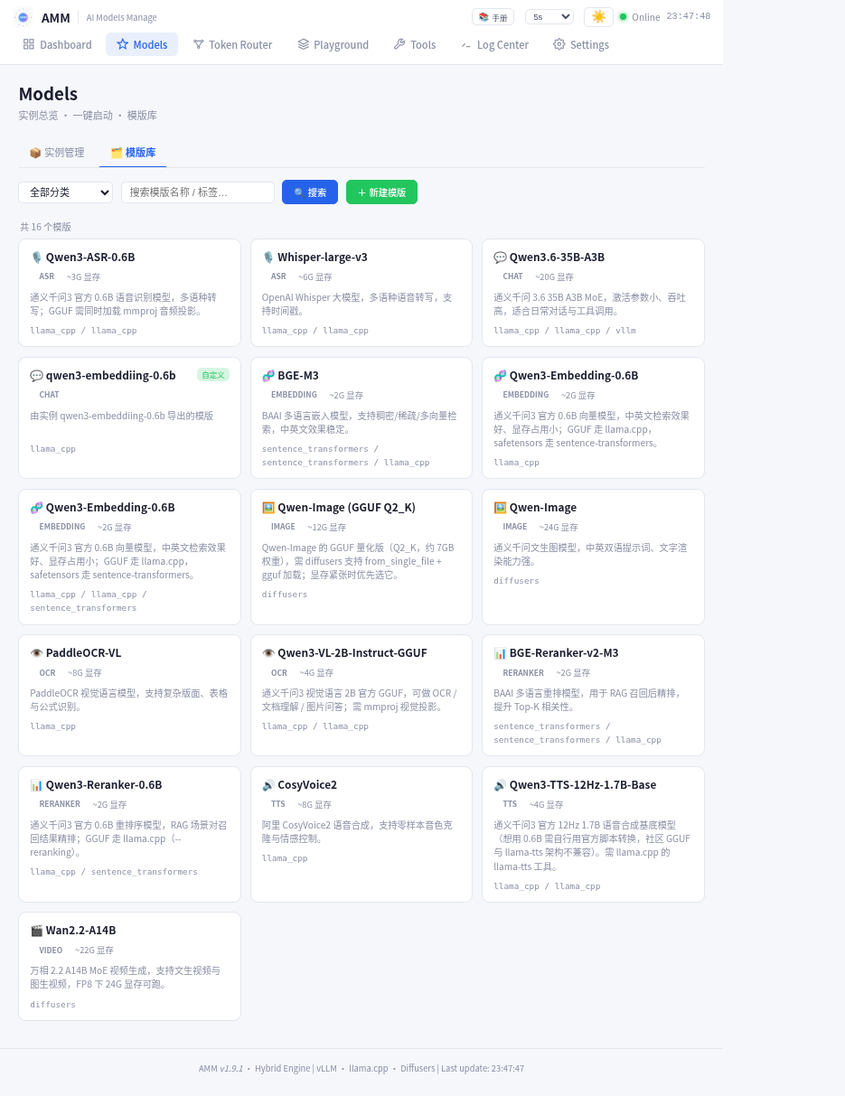 AMM
AI Models Manage
手册
5s
Online
23:47:48
Dashboard
Models
Token Router
Playground
Tools
Log Center
Settings
Models
实例总览 · 一键启动 · 模版库
实例管理
模版库
全部分类
搜索模版名称 / 标签...
搜索
＋ 新建模版
共 16 个模版
Qwen3-ASR-0.6B
ASR ~3G 显存
通义千问3 官方 0.6B 语音识别模型，多语种转
写；GGUF 需同时加载 mmproj 音频投影。
llama_cpp / llama_cpp
Whisper-large-v3
ASR ~6G 显存
OpenAI Whisper 大模型，多语种语音转写，支
持时间戳。
llama_cpp / llama_cpp
Qwen3.6-35B-A3B
CHAT ~20G 显存
通义千问 3.6 35B A3B MoE，激活参数小、吞吐
高，适合日常对话与工具调用。
llama_cpp / llama_cpp / vllm
qwen3-embeddiing-0.6b
自定义
CHAT
由实例 qwen3-embeddiing-0.6b 导出的模版
llama_cpp
BGE-M3
EMBEDDING ~2G 显存
BAAI 多语言嵌入模型，支持稠密/稀疏/多向量检
索，中英文效果稳定。
sentence_transformers /
sentence_transformers / llama_cpp
Qwen3-Embedding-0.6B
EMBEDDING ~2G 显存
通义千问3 官方 0.6B 向量模型，中英文检索效果
好、显存占用小；GGUF 走 llama.cpp，
safetensors 走 sentence-transformers。
llama_cpp
Qwen3-Embedding-0.6B
EMBEDDING ~2G 显存
通义千问3 官方 0.6B 向量模型，中英文检索效果
好、显存占用小；GGUF 走 llama.cpp，
safetensors 走 sentence-transformers。
llama_cpp / llama_cpp /
sentence_transformers
Qwen-Image (GGUF Q2_K)
IMAGE ~12G 显存
Qwen-Image 的 GGUF 量化版（Q2_K，约 7GB
权重），需 diffusers 支持 from_single_file +
gguf 加载；显存紧张时优先选它。
diffusers
Qwen-Image
IMAGE ~24G 显存
通义千问文生图模型，中英双语提示词、文字渲
染能力强。
diffusers
PaddleOCR-VL
OCR ~8G 显存
PaddleOCR 视觉语言模型，支持复杂版面、表格
与公式识别。
llama_cpp
Qwen3-VL-2B-Instruct-GGUF
OCR ~4G 显存
通义千问3 视觉语言 2B 官方 GGUF，可做 OCR /
文档理解 / 图片问答；需 mmproj 视觉投影。
llama_cpp / llama_cpp
BGE-Reranker-v2-M3
RERANKER ~2G 显存
BAAI 多语言重排模型，用于 RAG 召回后精排，
提升 Top-K 相关性。
sentence_transformers /
sentence_transformers / llama_cpp
Qwen3-Reranker-0.6B
RERANKER ~2G 显存
通义千问3 官方 0.6B 重排序模型，RAG 场景对召
回结果精排；GGUF 走 llama.cpp（--
reranking）。
llama_cpp / sentence_transformers
CosyVoice2
TTS ~8G 显存
阿里 CosyVoice2 语音合成，支持零样本音色克
隆与情感控制。
llama_cpp
Qwen3-TTS-12Hz-1.7B-Base
TTS ~4G 显存
通义千问3 官方 12Hz 1.7B 语音合成基底模型
（想用 0.6B 需自行用官方脚本转换，社区 GGUF
与 llama-tts 架构不兼容）。需 llama.cpp 的
llama-tts 工具。
llama_cpp / llama_cpp
Wan2.2-A14B
VIDEO ~22G 显存
万相 2.2 A14B MoE 视频生成，支持文生视频与
图生视频，FP8 下 24G 显存可跑。
diffusers
AMM v1.9.1 · Hybrid Engine | vLLM · llama.cpp · Diffusers | Last update: 23:47:47